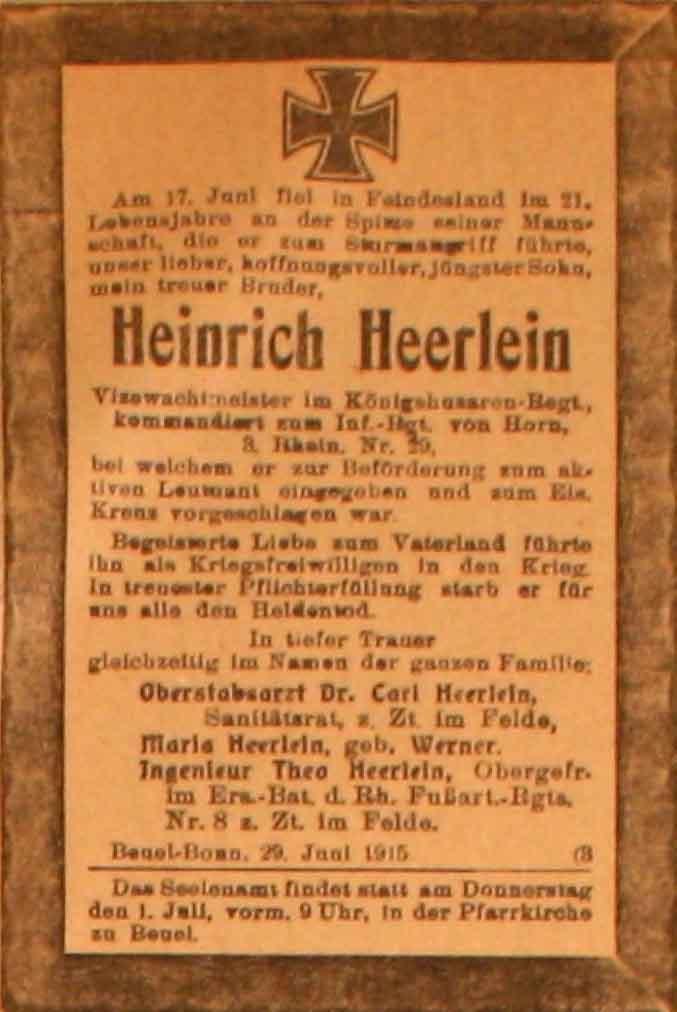 Am 17. Juni fiel in Feindesland im 21.
Lebensjahre an der Spitze seiner Mann-
schaft, die er zum Sturmangriff führte,
unser lieber, hoffnungsvoller, jüngster Sohn,
mein treuer Bruder,
Heinrich Heerlein
Vizewachtmeister im Königshusaren-Regt.,
kommandiert zum Inf.-Rgt. von Horn,
3. Rhein. Nr. 29,
bei welchem er zur Beförderung zum ak-
tiven Leutnant eingegeben und zum Eis.
Kreuz vorgeschlagen war.
Begeisterte Liebe zum Vaterland führte
ihn als Kriegsfreiwilligen in den Krieg.
In treuester Pflichterfüllung starb er für
uns alle den Heldentod.
In tiefer Trauer
gleichzeitig im Namen der ganzen Familie:
Oberstabsarzt Dr. Carl Heerlein,
Sanitätsrat, z. Zt. im Felde,
Maria Heerlein, geb. Werner.
Ingenieur Theo Heerlein, Obergefr.
im Ers.-Bat. d. Rh. Fußart.-Rgts.
Nr. 8 z. Zt. im Felde.
Beuel-Bonn, 29. Juni 1915 (3
Das Seelenamt findet statt am Donnerstag
den 1. Juli, vorm. 9 Uhr, in der Pfarrkirche
zu Beuel.